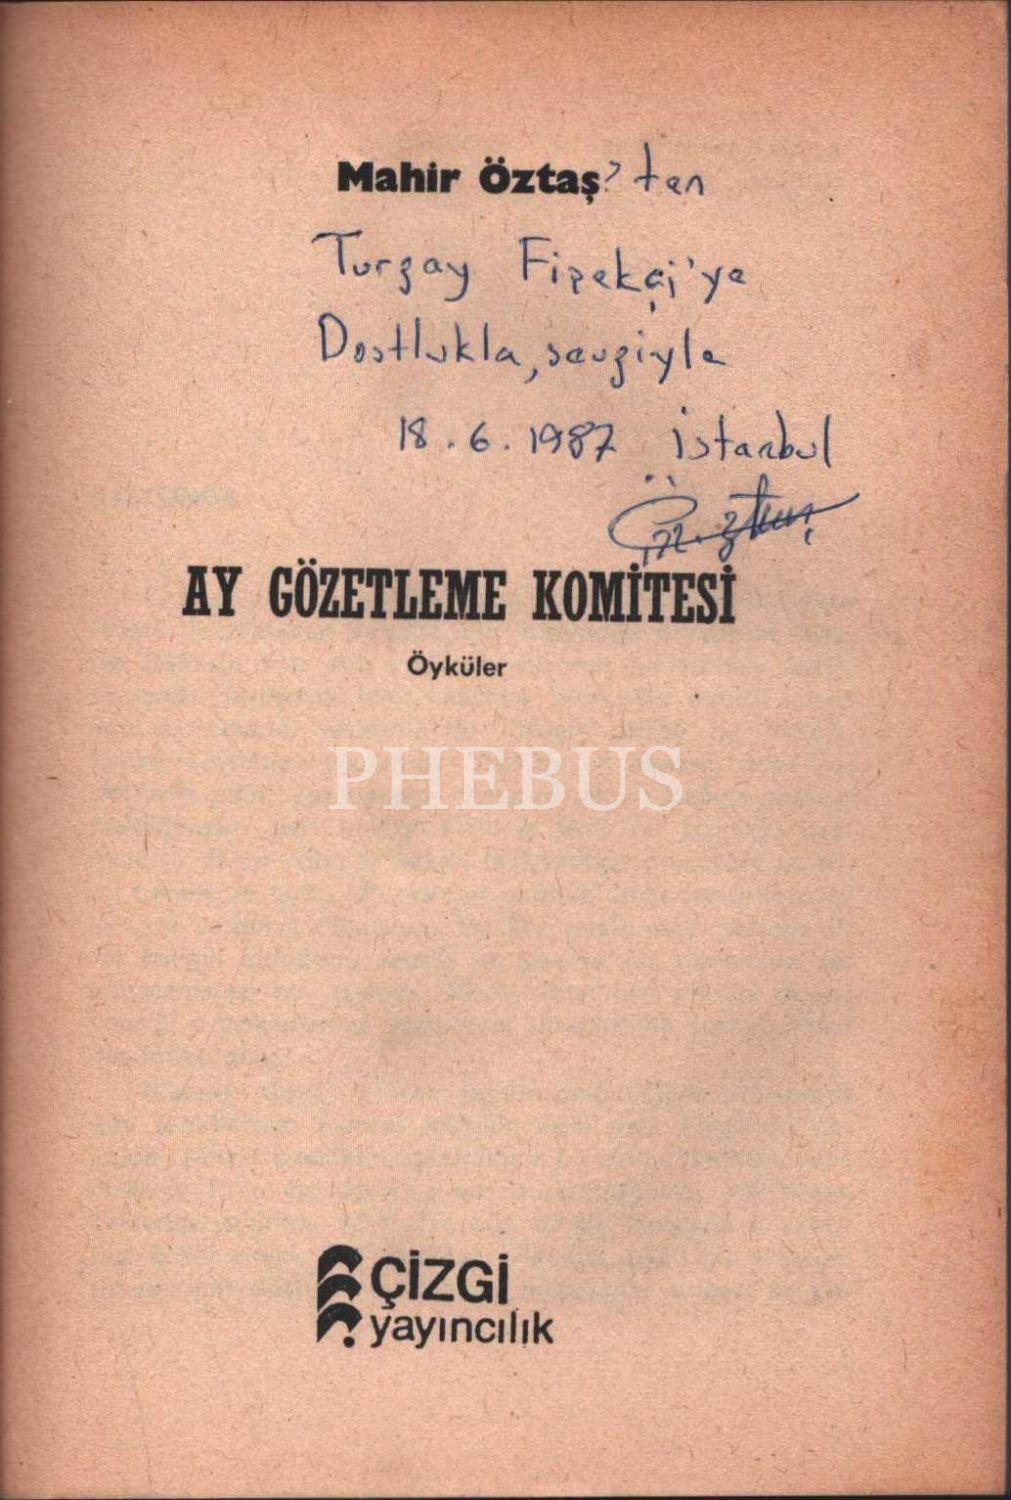 Mahir Öztaş'tan
Turgay Fişekçi'ye
Dostlukla, sevgiyle
18.6.1987 İstanbul
AY GÖZETLEME KOMİTESİ
Öyküler
PHEBUS
ÇİZGİ
yayıncılık